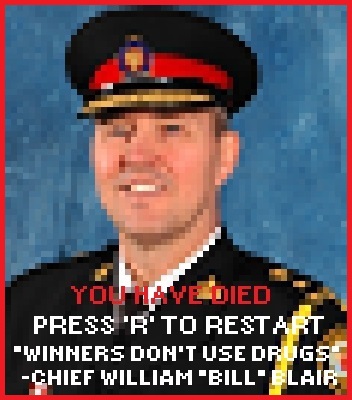 YOU HAVE DIED
PRESS 'R' TO RESTART
"WINNERS DON'T USE DRUGS"
-CHIEF WILLIAM "BILL" BLAIR